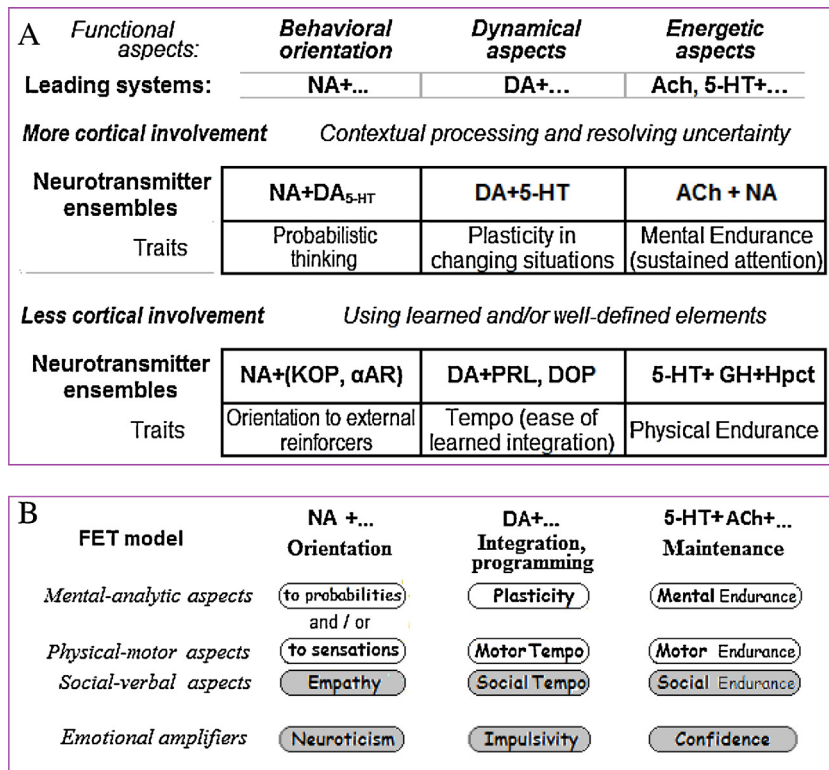 A
Functional aspects:
Behavioral orientation
Dynamical aspects
Energetic aspects
Leading systems:
NA+...
DA+...
Ach, 5-HT+...
More cortical involvement
Contextual processing and resolving uncertainty
Neurotransmitter ensembles
NA+DA5-HT
DA+5-HT
ACh + NA
Traits
Probabilistic thinking
Plasticity in changing situations
Mental Endurance (sustained attention)
Less cortical involvement
Using learned and/or well-defined elements
Neurotransmitter ensembles
NA+(KOP, αAR)
DA+PRL, DOP
5-HT+ GH+Hpct
Traits
Orientation to external reinforcers
Tempo (ease of learned integration)
Physical Endurance
B
FET model
NA +...
Orientation
DA+...
Integration, programming
5-HT+ ACh+...
Maintenance
Mental-analytic aspects
to probabilities
Plasticity
Mental Endurance
and / or
Physical-motor aspects
to sensations
Motor Tempo
Motor Endurance
Social-verbal aspects
Empathy
Social Tempo
Social Endurance
Emotional amplifiers
Neuroticism
Impulsivity
Confidence